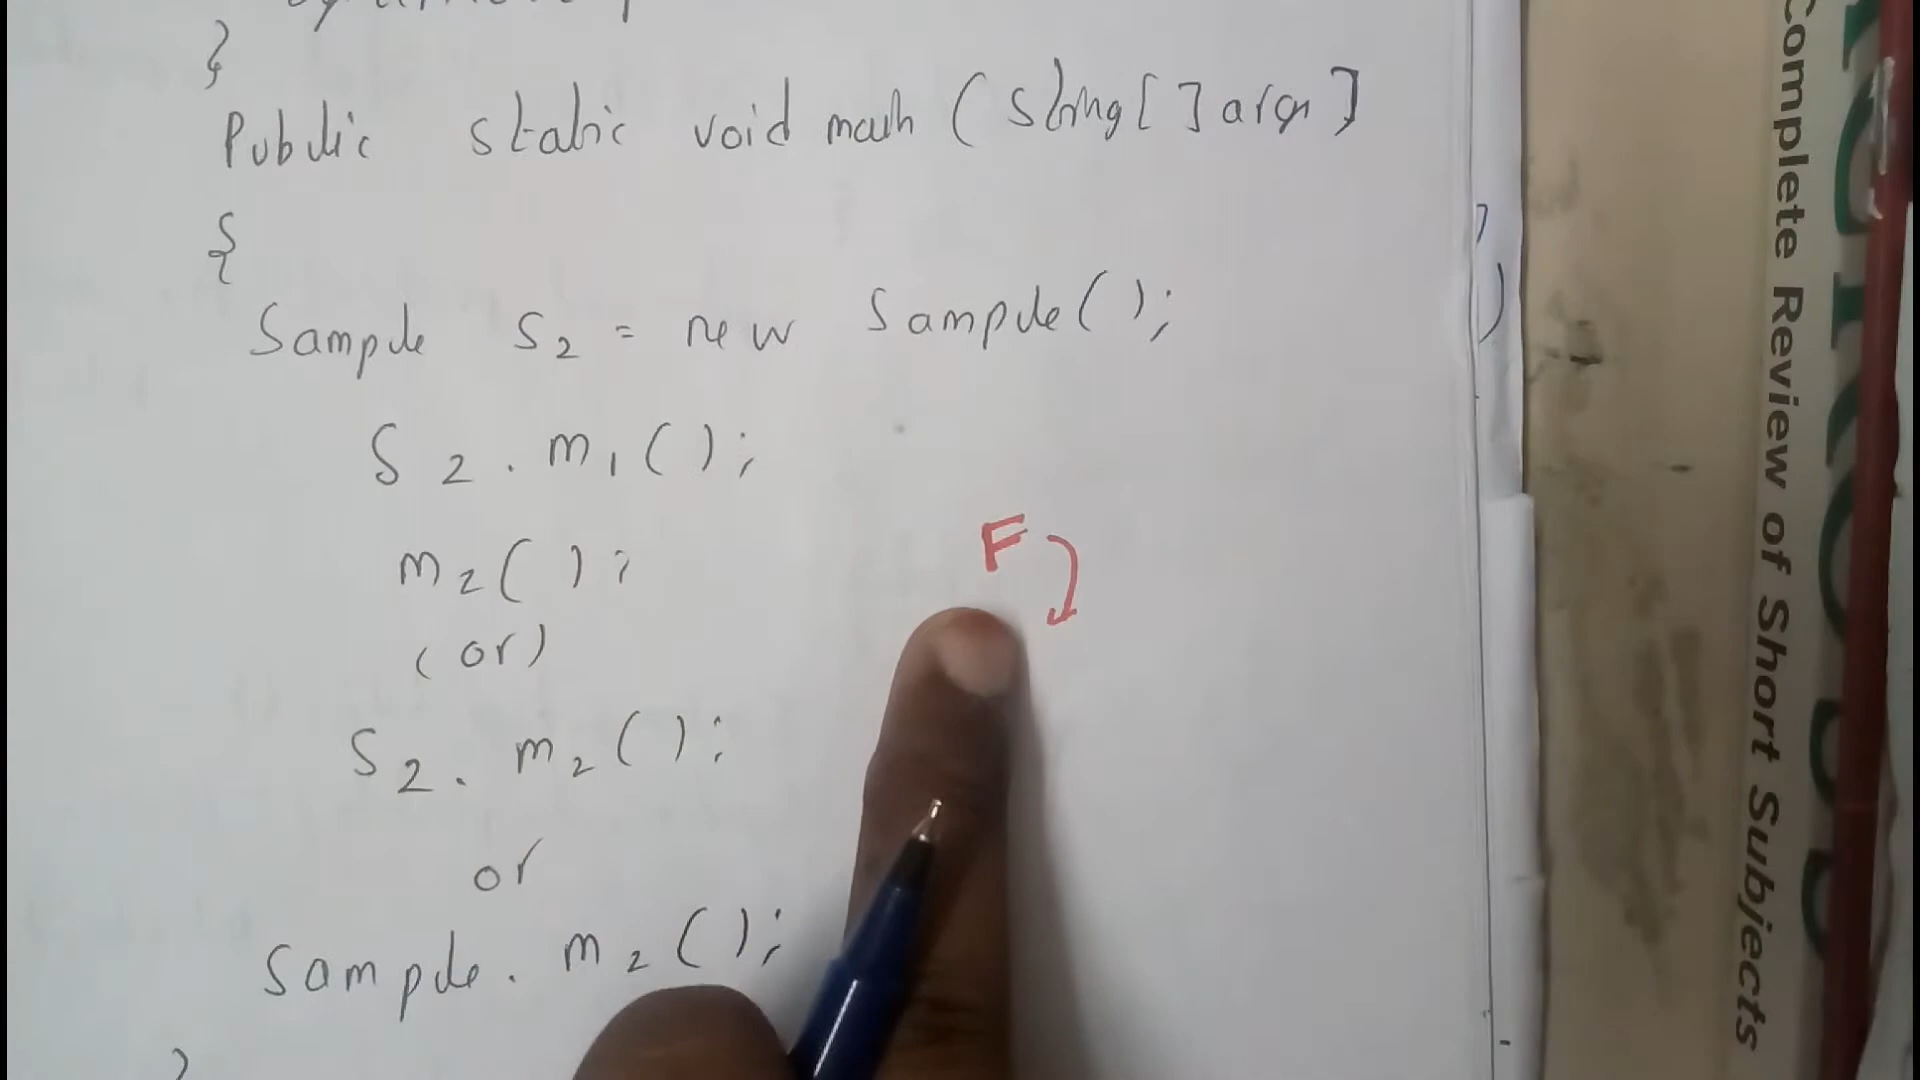 }
Public static void main (String[] args]
{
Sample S2 = new Sample();
S2.m1();
m2();
(or)
S2.m2();
or
Sample.m2();
}
F
Complete Review of Short Subjects